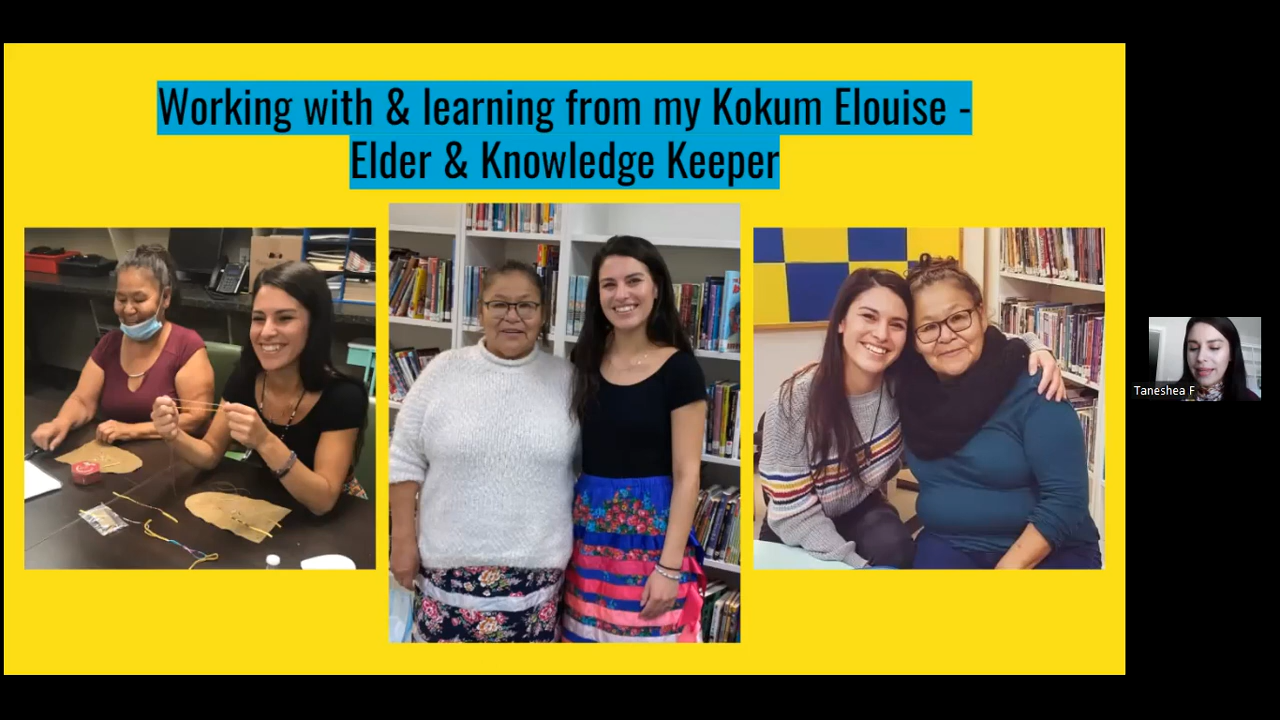 Working with & learning from my Kokum Elouise -
Elder & Knowledge Keeper
Taneshea F